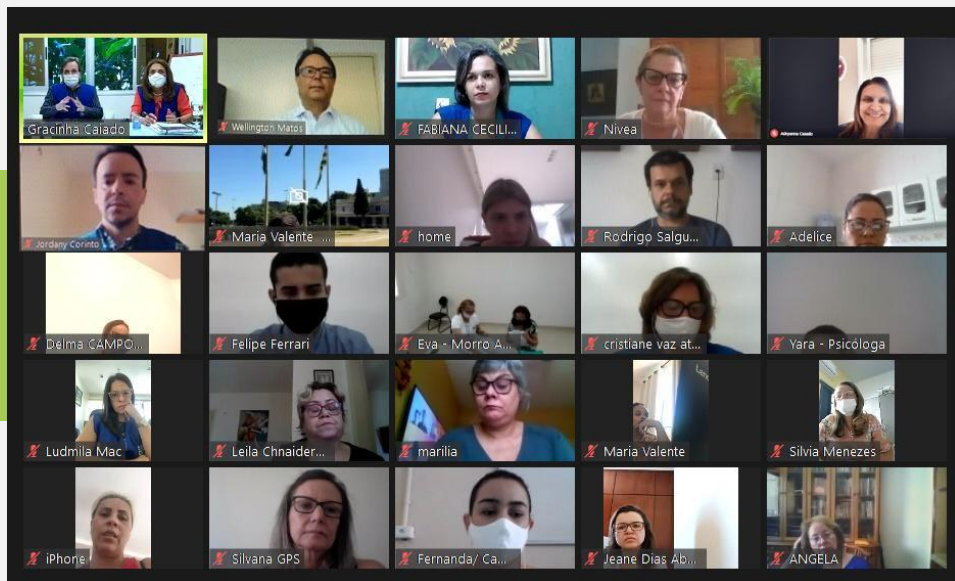 Gracinha Caiado
Wellington Matos
FABIANA CECILI...
Nivea
Adryanna Caiado
Jordany Corinto
Maria Valente ...
home
Rodrigo Salgu...
Adelice
Delma CAMPO...
Felipe Ferrari
Eva - Morro A...
cristiane vaz at...
Yara - Psicóloga
Ludmila Mac
Leila Chnaider...
marilia
Maria Valente
Silvia Menezes
iPhone
Silvana GPS
Fernanda/ Ca...
Jeane Dias Ab...
ANGELA